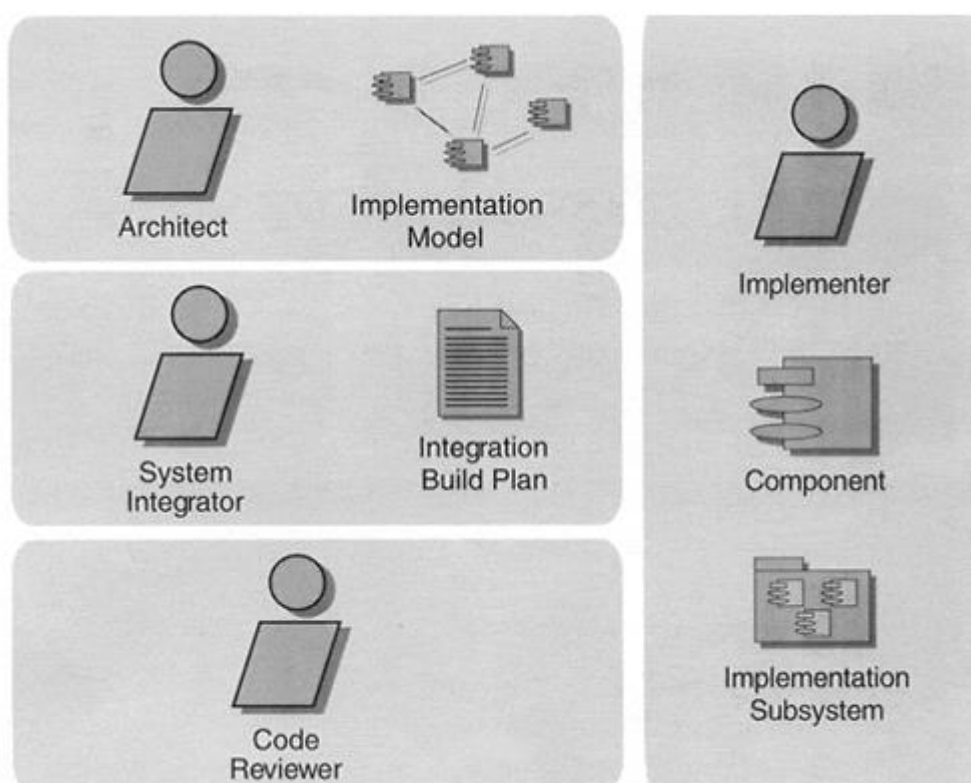 Architect
Implementation
Model
System
Integrator
Integration
Build Plan
Code
Reviewer
Implementer
Component
Implementation
Subsystem